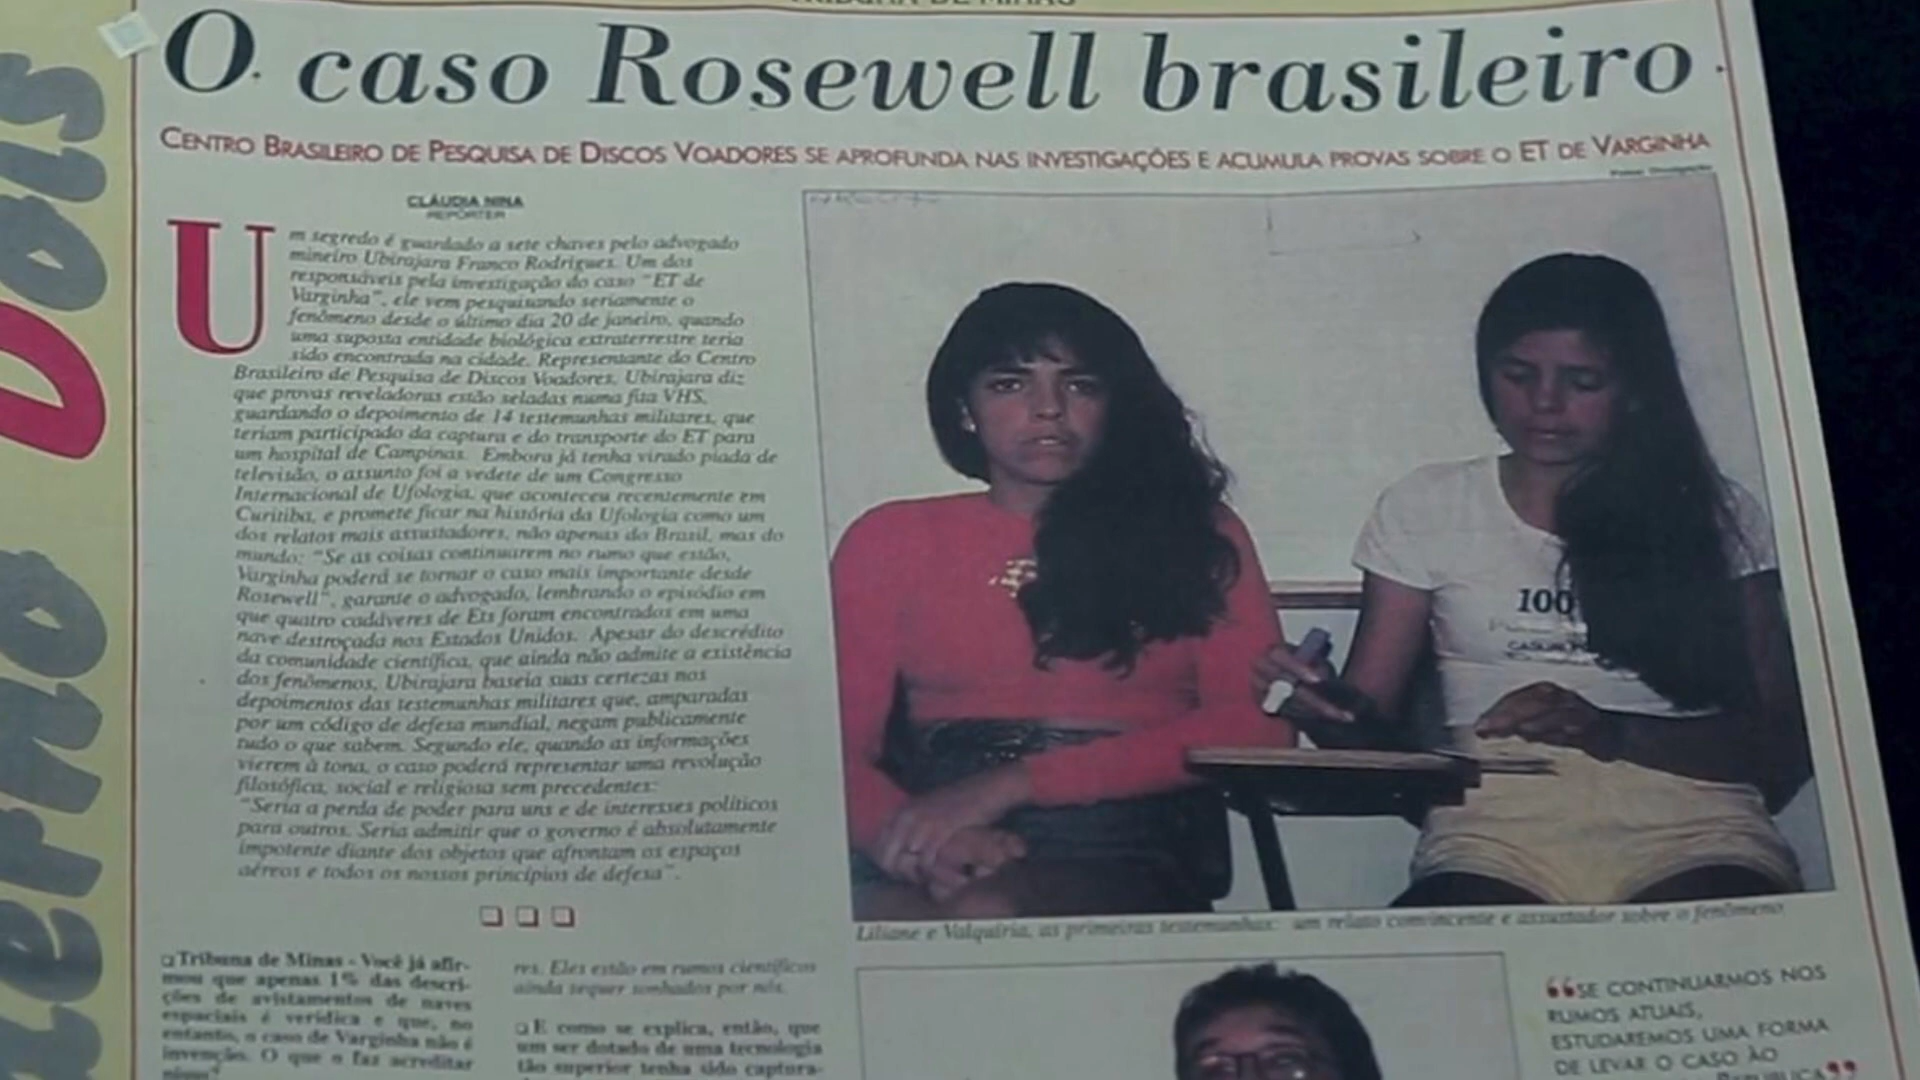 TRIBUNA DE MINAS
O caso Rosewell brasileiro
CENTRO BRASILEIRO DE PESQUISA DE DISCOS VOADORES SE APROFUNDA NAS INVESTIGAÇÕES E ACUMULA PROVAS SOBRE O ET DE VARGINHA
CLÁUDIA NINA
REPÓRTER
Um segredo é guardado a sete chaves pelo advogado
mineiro Ubirajara Franco Rodrigues. Um dos
responsáveis pela investigação do caso "ET de
Varginha", ele vem pesquisando seriamente o
fenômeno desde o último dia 20 de janeiro, quando
uma suposta entidade biológica extraterrestre teria
sido encontrada na cidade. Representante do Centro
Brasileiro de Pesquisa de Discos Voadores, Ubirajara diz
que provas reveladoras estão seladas numa fita VHS,
guardando o depoimento de 14 testemunhas militares, que
teriam participado da captura e do transporte do ET para
um hospital de Campinas. Embora já tenha virado piada de
televisão, o assunto foi a vedete de um Congresso
Internacional de Ufologia, que aconteceu recentemente em
Curitiba, e promete ficar na história da Ufologia como um
dos relatos mais assustadores, não apenas do Brasil, mas do
mundo: "Se as coisas continuarem no rumo que estão,
Varginha poderá se tornar o caso mais importante desde
Rosewell", garante o advogado, lembrando o episódio em
que quatro cadáveres de Ets foram encontrados em uma
nave destroçada nos Estados Unidos. Apesar do descrédito
da comunidade científica, que ainda não admite a existência
dos fenômenos, Ubirajara baseia suas certezas nos
depoimentos das testemunhas militares que, amparadas
por um código de defesa mundial, negam publicamente
tudo o que sabem. Segundo ele, quando as informações
vierem à tona, o caso poderá representar uma revolução
filosófica, social e religiosa sem precedentes:
"Seria a perda de poder para uns e de interesses políticos
para outros. Seria admitir que o governo é absolutamente
impotente diante dos objetos que afrontam os espaços
aéreos e todos os nossos princípios de defesa".
100
Liliane e Valquíria, as primeiras testemunhas: um relato convincente e assustador sobre o fenômeno
Tribuna de Minas - Você já afir-
mou que apenas 1% das descri-
ções de avistamentos de naves
espaciais é verídica e que, no
entanto, o caso de Varginha não é
invenção. O que o faz acreditar
nisso?
res. Eles estão em rumos científicos
ainda sequer sonhados por nós.
E como se explica, então, que
um ser dotado de uma tecnologia
tão superior tenha sido captura-
"SE CONTINUARMOS NOS
RUMOS ATUAIS,
ESTUDAREMOS UMA FORMA
DE LEVAR O CASO AO
Dois